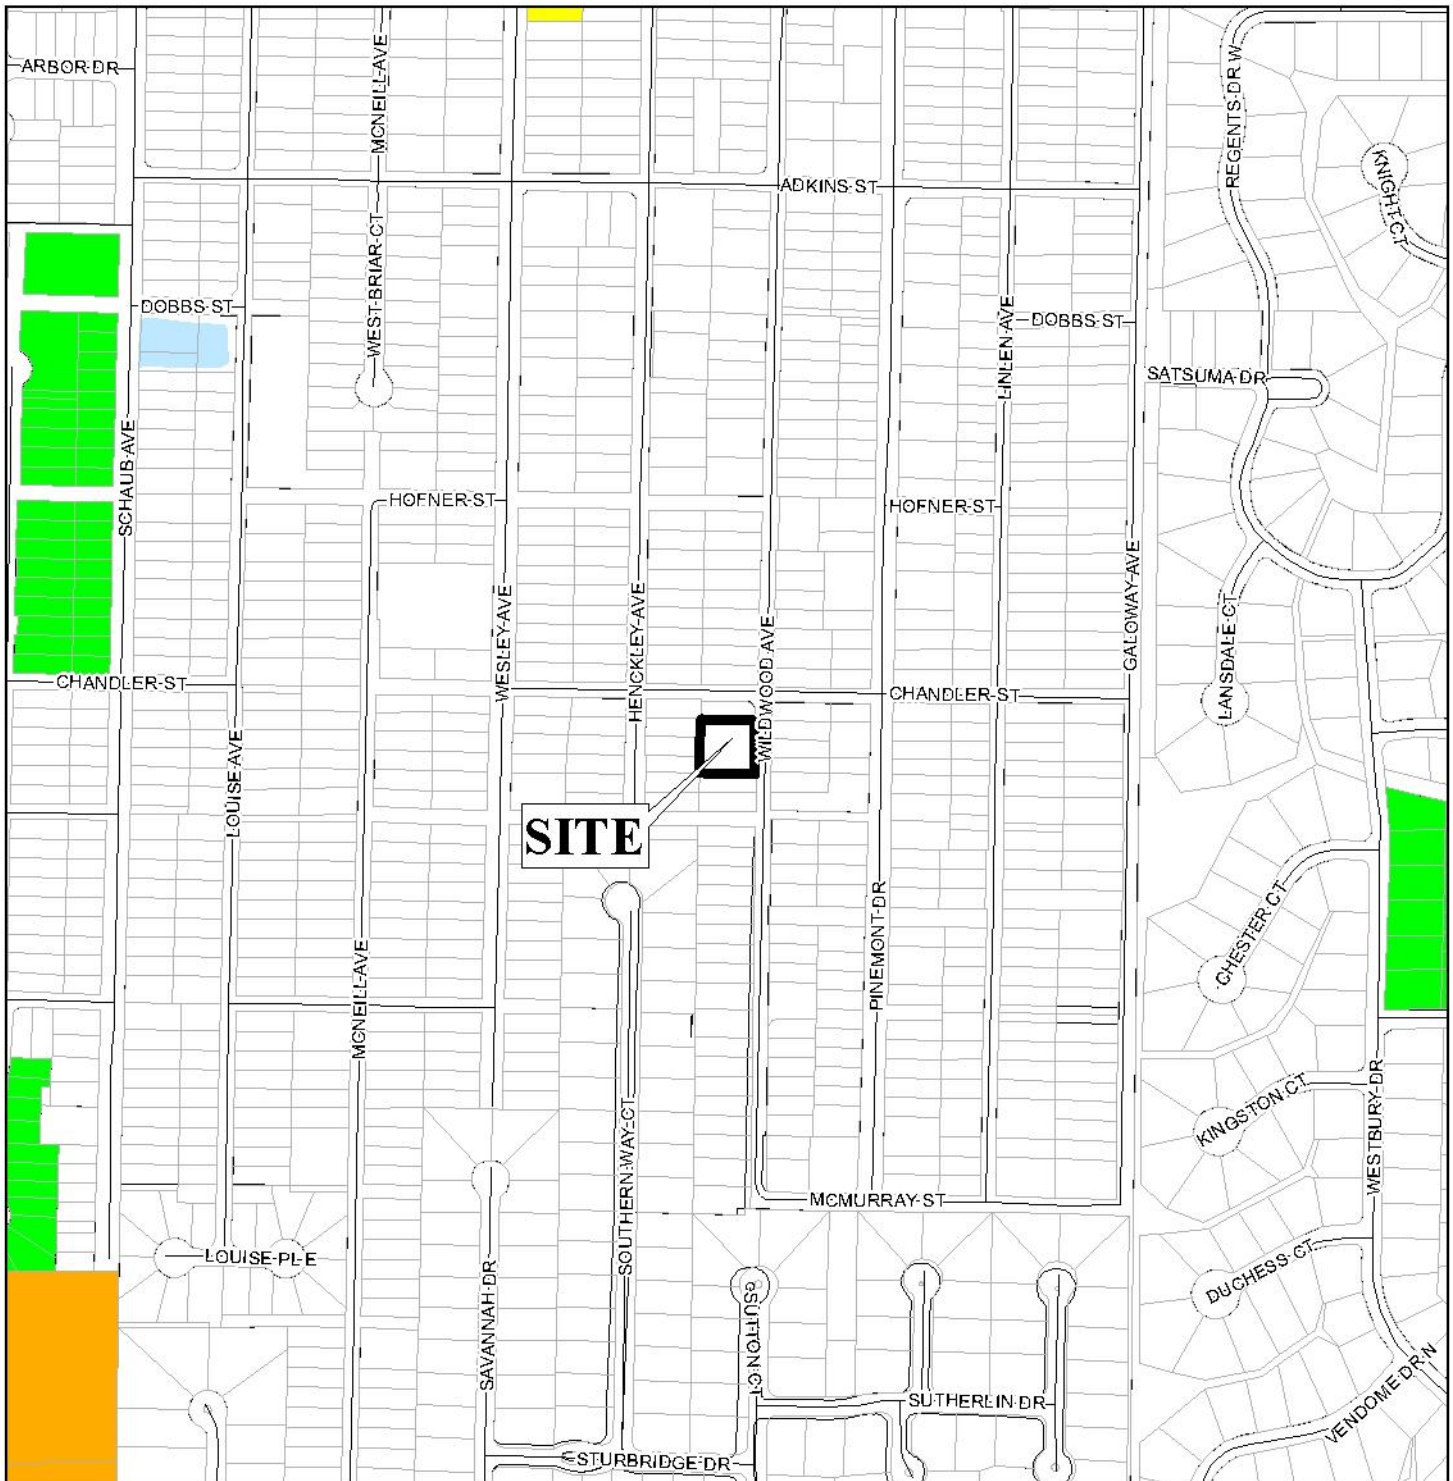 ARBOR DR
MCNEILL AVE
REGENTS DR W
KNIGHT CT
ADKINS ST
WEST BRIAR CT
DOBBS ST
LINLEN AVE
DOBBS ST
SATSUMA DR
SCHAUB AVE
HOFNER ST
HOFNER ST
WESLEY AVE
HENCKLEY AVE
WILDWOOD AVE
GALOWAY AVE
LANSDALE CT
CHANDLER ST
CHANDLER ST
LOUISE AVE
SITE
PINEMONT DR
CHESTER CT
MCNEILL AVE
KINGSTON CT
WESTBURY DR
SOUTHERN WAY CT
MCMURRAY ST
LOUISE PL E
DUCHESS CT
SAVANNAH DR
SUTTON CT
SUTHERLIN DR
VENDOME DR N
STURBRIDGE DR